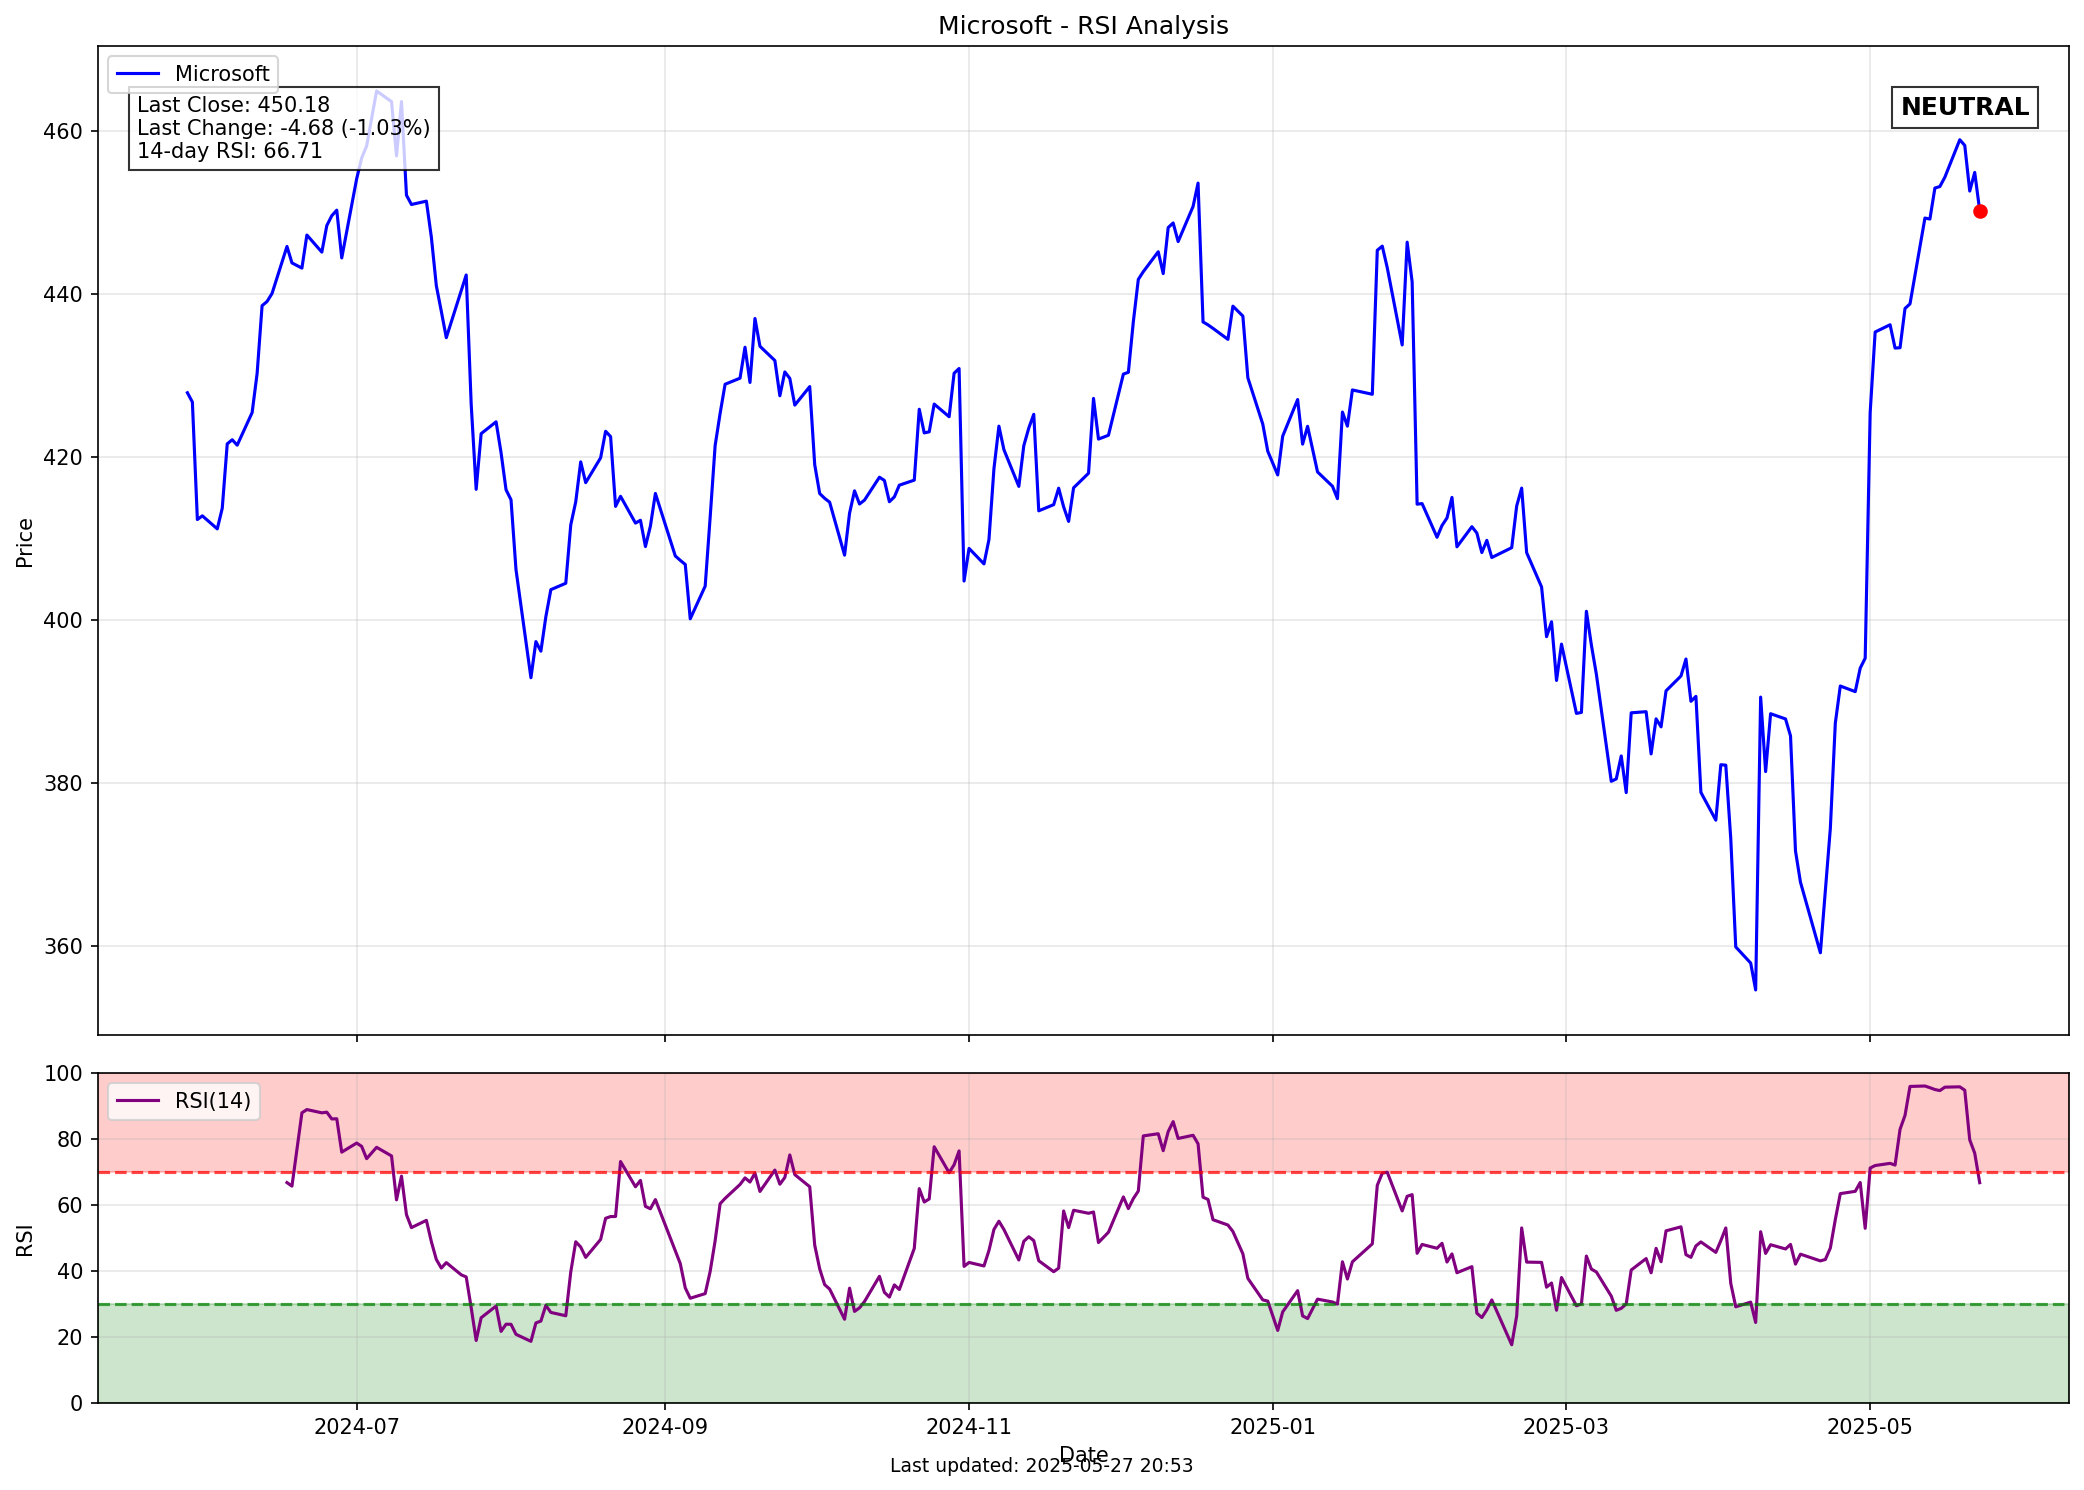 Microsoft - RSI Analysis
Microsoft
Last Close: 450.18
Last Change: -4.68 (-1.03%)
14-day RSI: 66.71
NEUTRAL
Price
460
440
420
400
380
360
RSI(14)
RSI
100
80
60
40
20
0
2024-07
2024-09
2024-11
2025-01
2025-03
2025-05
Date
Last updated: 2025-05-27 20:53